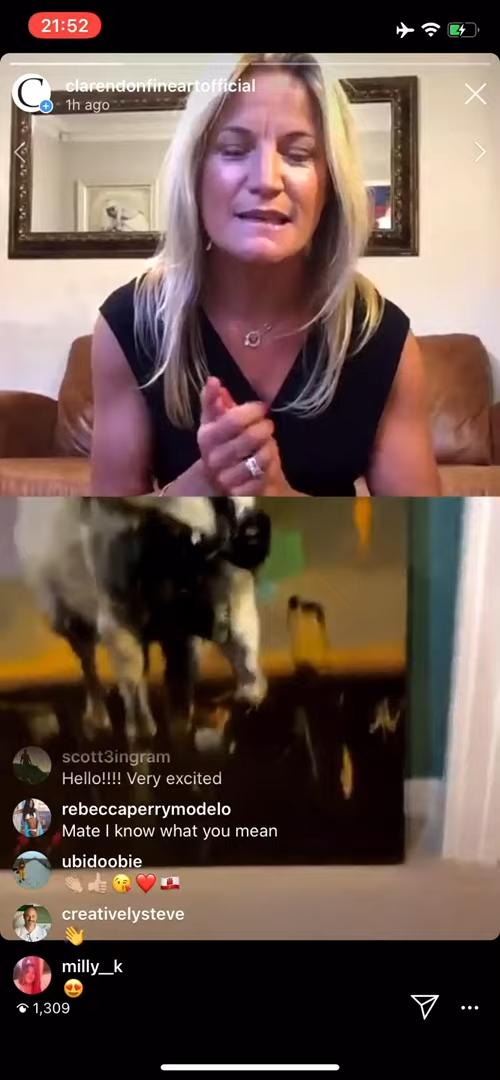 21:52
clarendonfineartofficial
1h ago
C
scott3ingram
Hello!!!! Very excited
rebeccaperrymodelo
Mate I know what you mean
ubidoobie
👏🏻👍🏻😘❤️🇬🇮
creativelysteve
👋
milly__k
😍
1,309